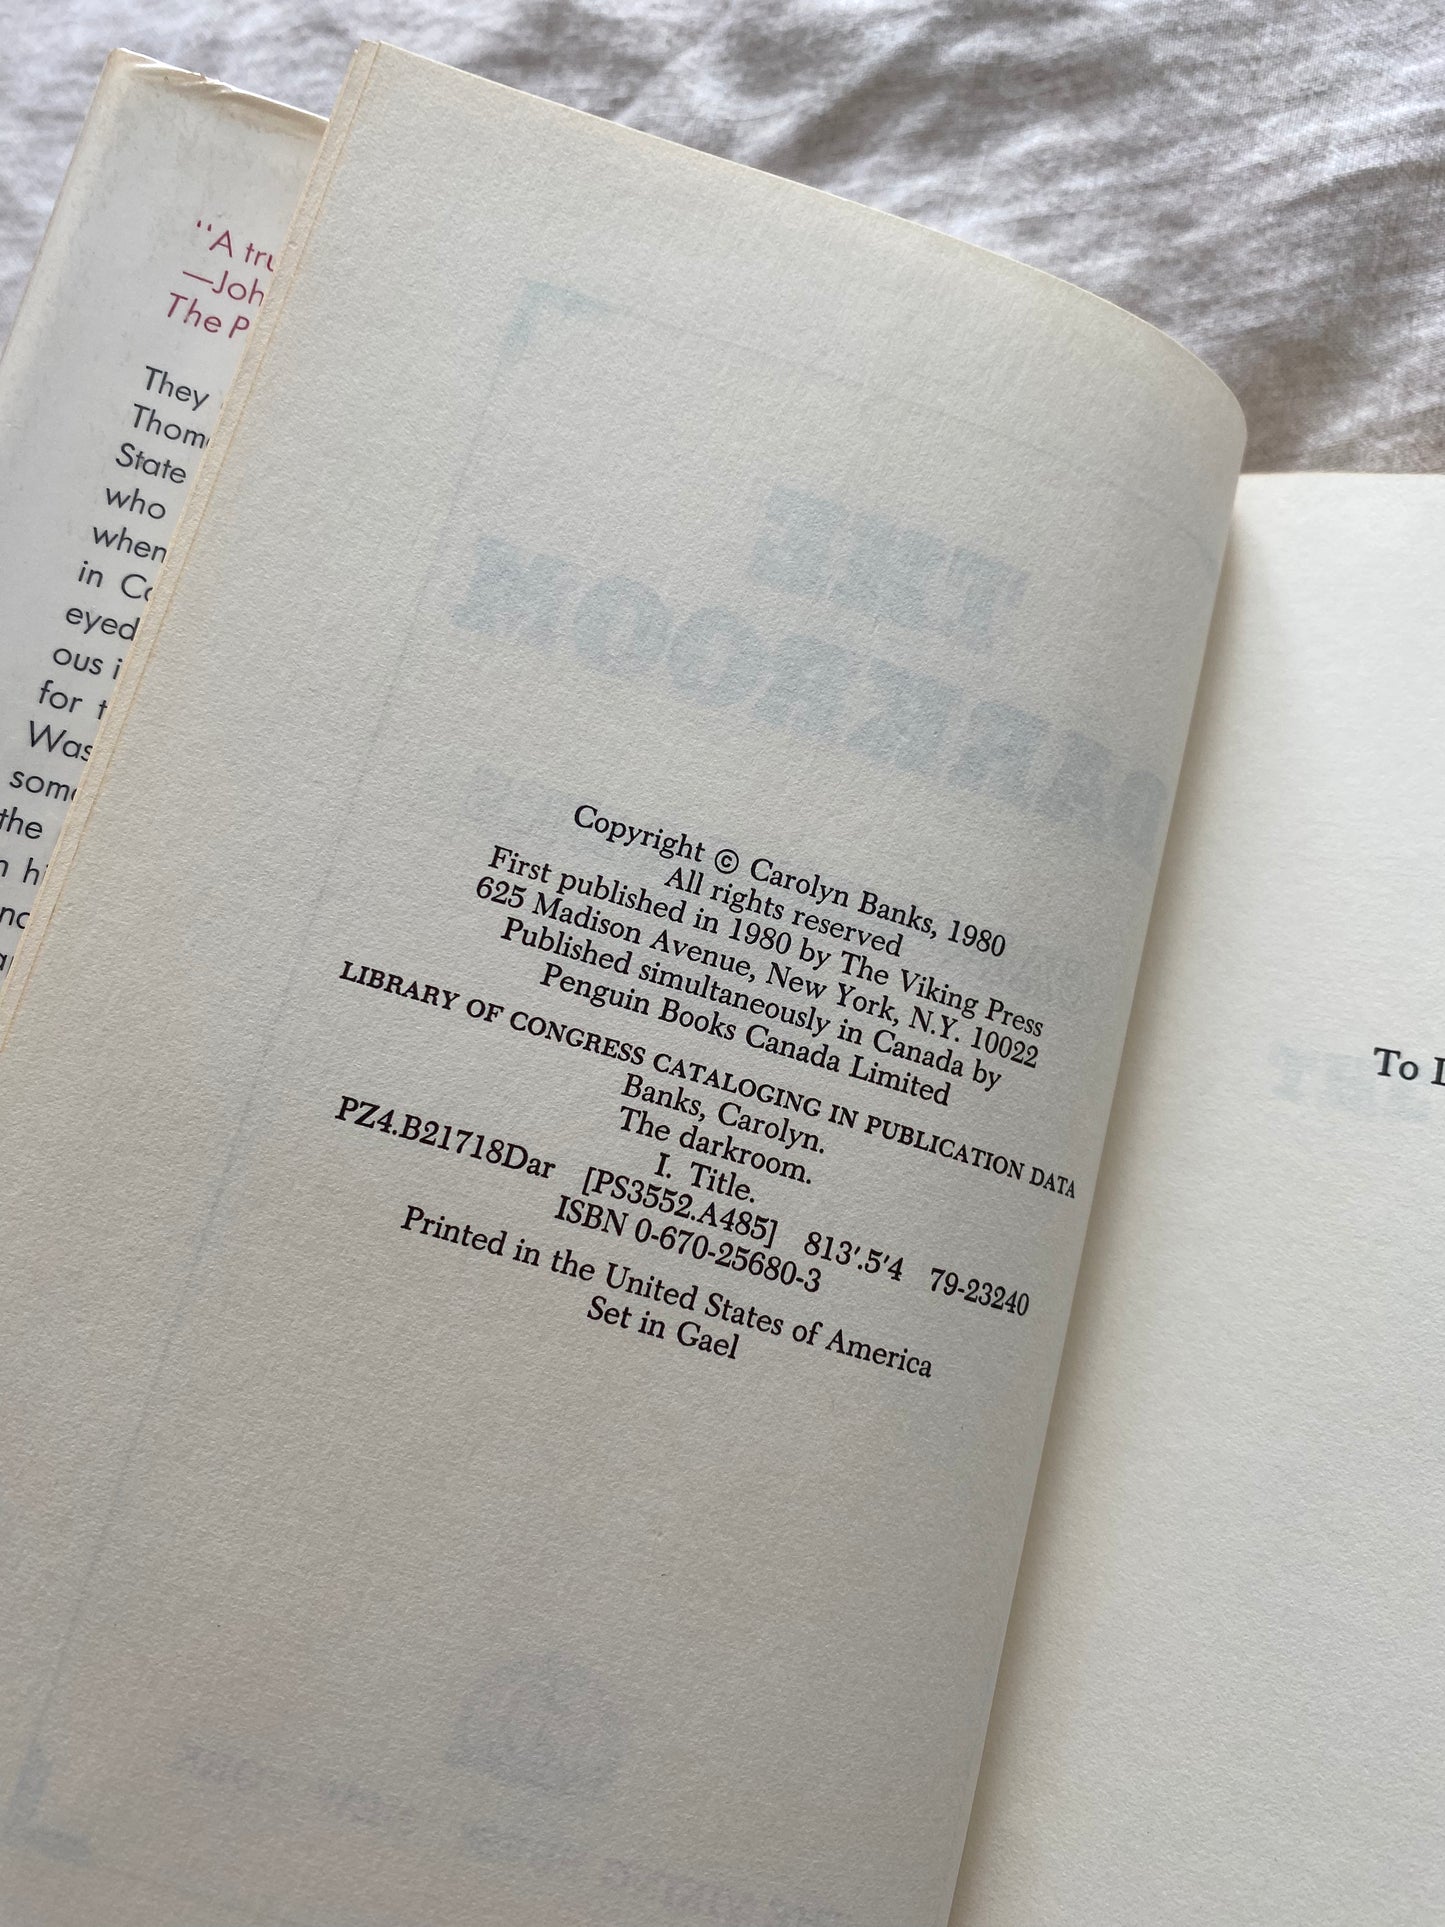 “A
—Joh
The P
They
Thom
State
who
when
in
eyed
ous
for
Was
some
the
Copyright © Carolyn Banks, 1980
All rights reserved
First published in 1980 by The Viking Press
625 Madison Avenue, New York, N.Y. 10022
Published simultaneously in Canada by
Penguin Books Canada Limited
LIBRARY OF CONGRESS CATALOGING IN PUBLICATION DATA
Banks, Carolyn.
The darkroom.
I. Title.
PZ4.B21718Dar [PS3552.A485] 813′.5′4 79-23240
ISBN 0-670-25680-3
Printed in the United States of America
Set in Gael
To